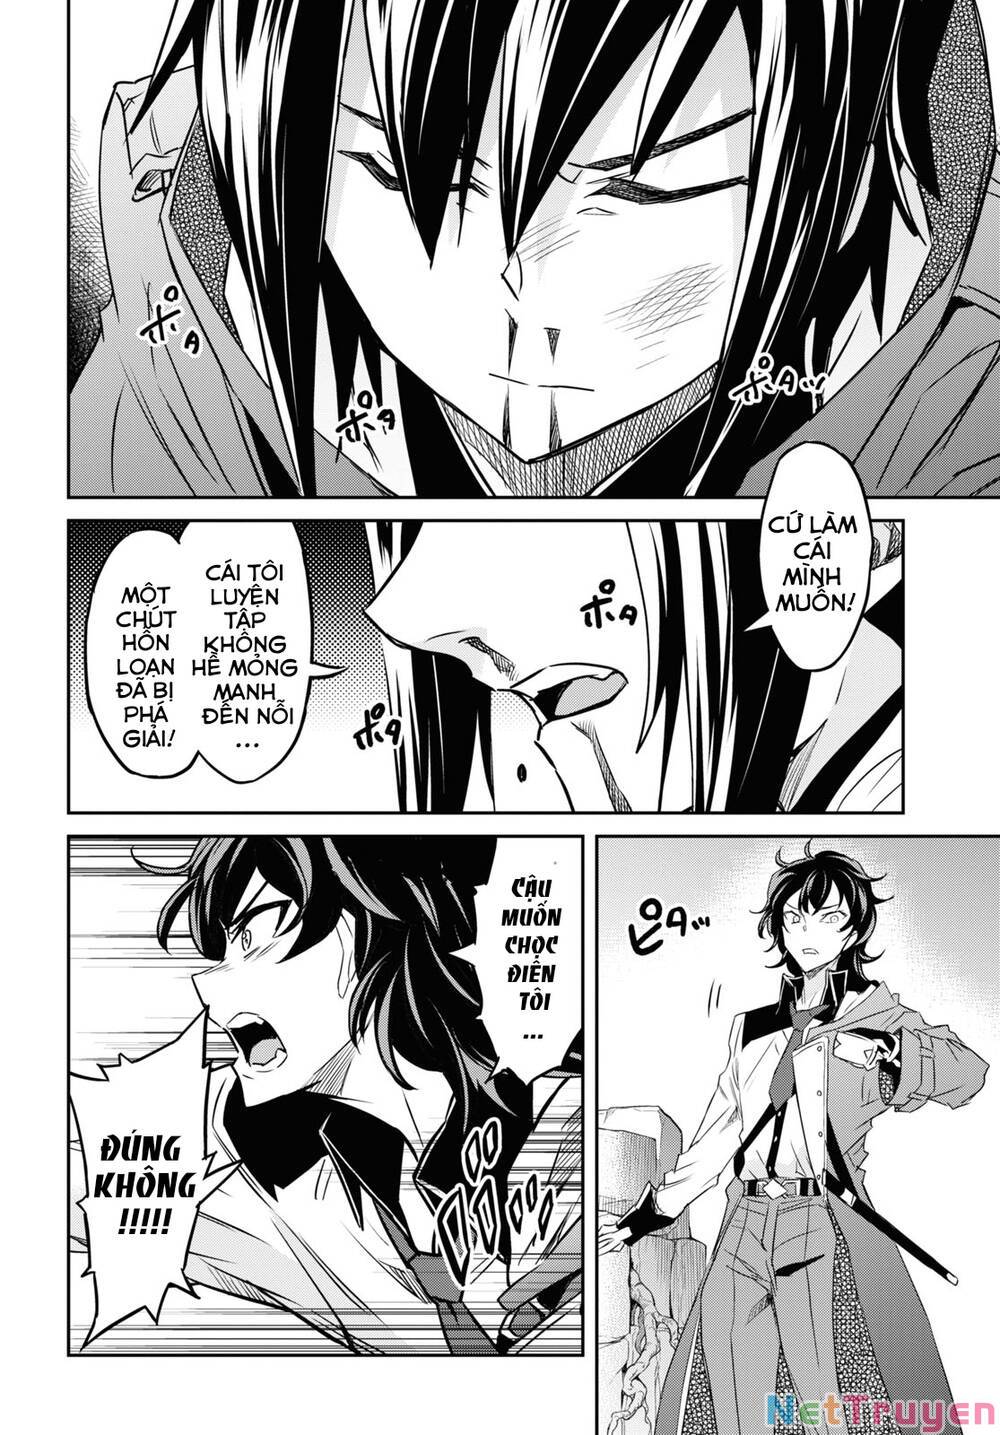 ポタ
ポタ
ポタ
ポタッ
CỨ LÀM
CÁI
MÌNH
MUỐN!
CÁI TÔI
LUYỆN
TẬP
KHÔNG
HỀ MỎNG
MANH
ĐẾN NỖI
...
MỘT
CHÚT
HỖN
LOẠN
ĐÃ BỊ
PHÁ
GIẢI!
ポタ
ポタ
ピタッ
CẬU
MUỐN
CHỌC
ĐIÊN
TÔI
...
ĐÚNG
KHÔNG
!!!!!
NetTruyen